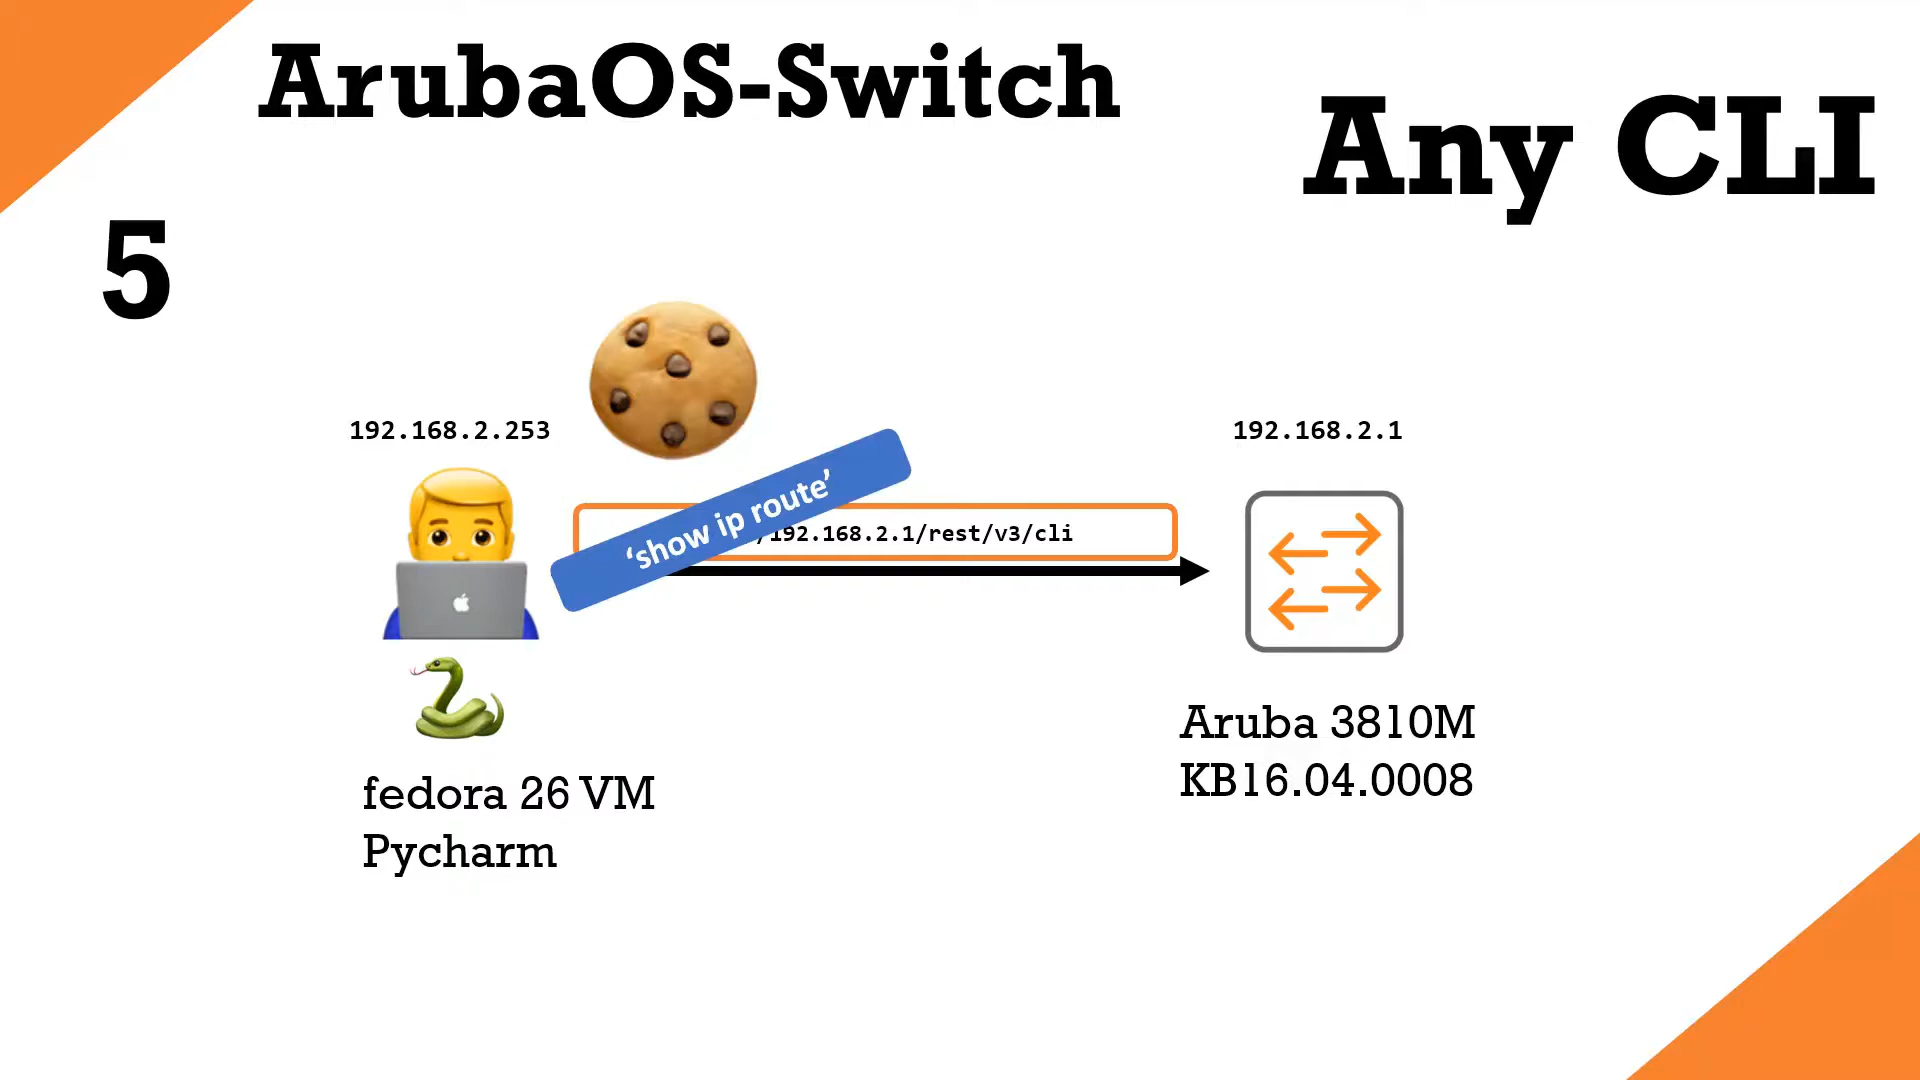 ArubaOS-Switch
Any CLI
5
192.168.2.253
192.168.2.1
‘show ip route’
/192.168.2.1/rest/v3/cli
Aruba 3810M
KB16.04.0008
fedora 26 VM
Pycharm